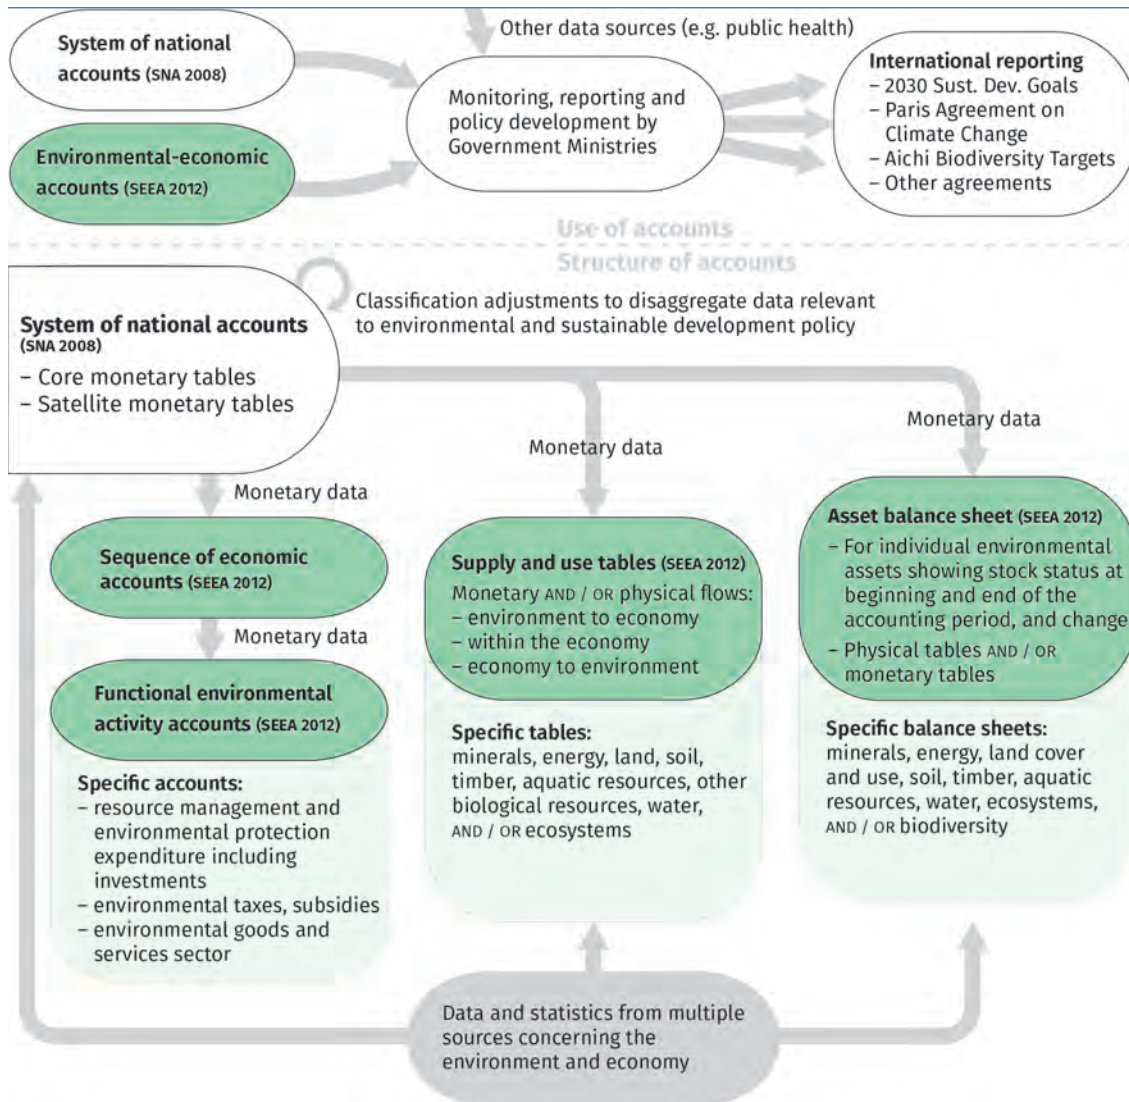 Other data sources (e.g. public health)
System of national
accounts (SNA 2008)
Monitoring, reporting and
policy development by
Government Ministries
International reporting
– 2030 Sust. Dev. Goals
– Paris Agreement on
Climate Change
– Aichi Biodiversity Targets
– Other agreements
Environmental-economic
accounts (SEEA 2012)
Use of accounts
Structure of accounts
Classification adjustments to disaggregate data relevant
to environmental and sustainable development policy
System of national accounts
(SNA 2008)
– Core monetary tables
– Satellite monetary tables
Monetary data
Monetary data
Monetary data
Sequence of economic
accounts (SEEA 2012)
Monetary data
Functional environmental
activity accounts (SEEA 2012)
Specific accounts:
– resource management and
environmental protection
expenditure including
investments
– environmental taxes, subsidies
– environmental goods and
services sector
Supply and use tables (SEEA 2012)
Monetary AND / OR physical flows:
– environment to economy
– within the economy
– economy to environment
Specific tables:
minerals, energy, land, soil,
timber, aquatic resources, other
biological resources, water,
AND / OR ecosystems
Asset balance sheet (SEEA 2012)
– For individual environmental
assets showing stock status at
beginning and end of the
accounting period, and change
– Physical tables AND / OR
monetary tables
Specific balance sheets:
minerals, energy, land cover
and use, soil, timber, aquatic
resources, water, ecosystems,
AND / OR biodiversity
Data and statistics from multiple
sources concerning the
environment and economy